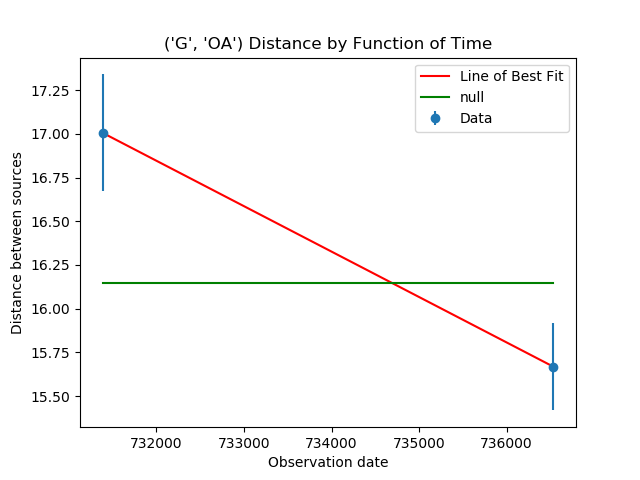 ('G', 'OA') Distance by Function of Time
Line of Best Fit
null
Data
Distance between sources
17.25
17.00
16.75
16.50
16.25
16.00
15.75
15.50
732000 733000 734000 735000 736000
Observation date